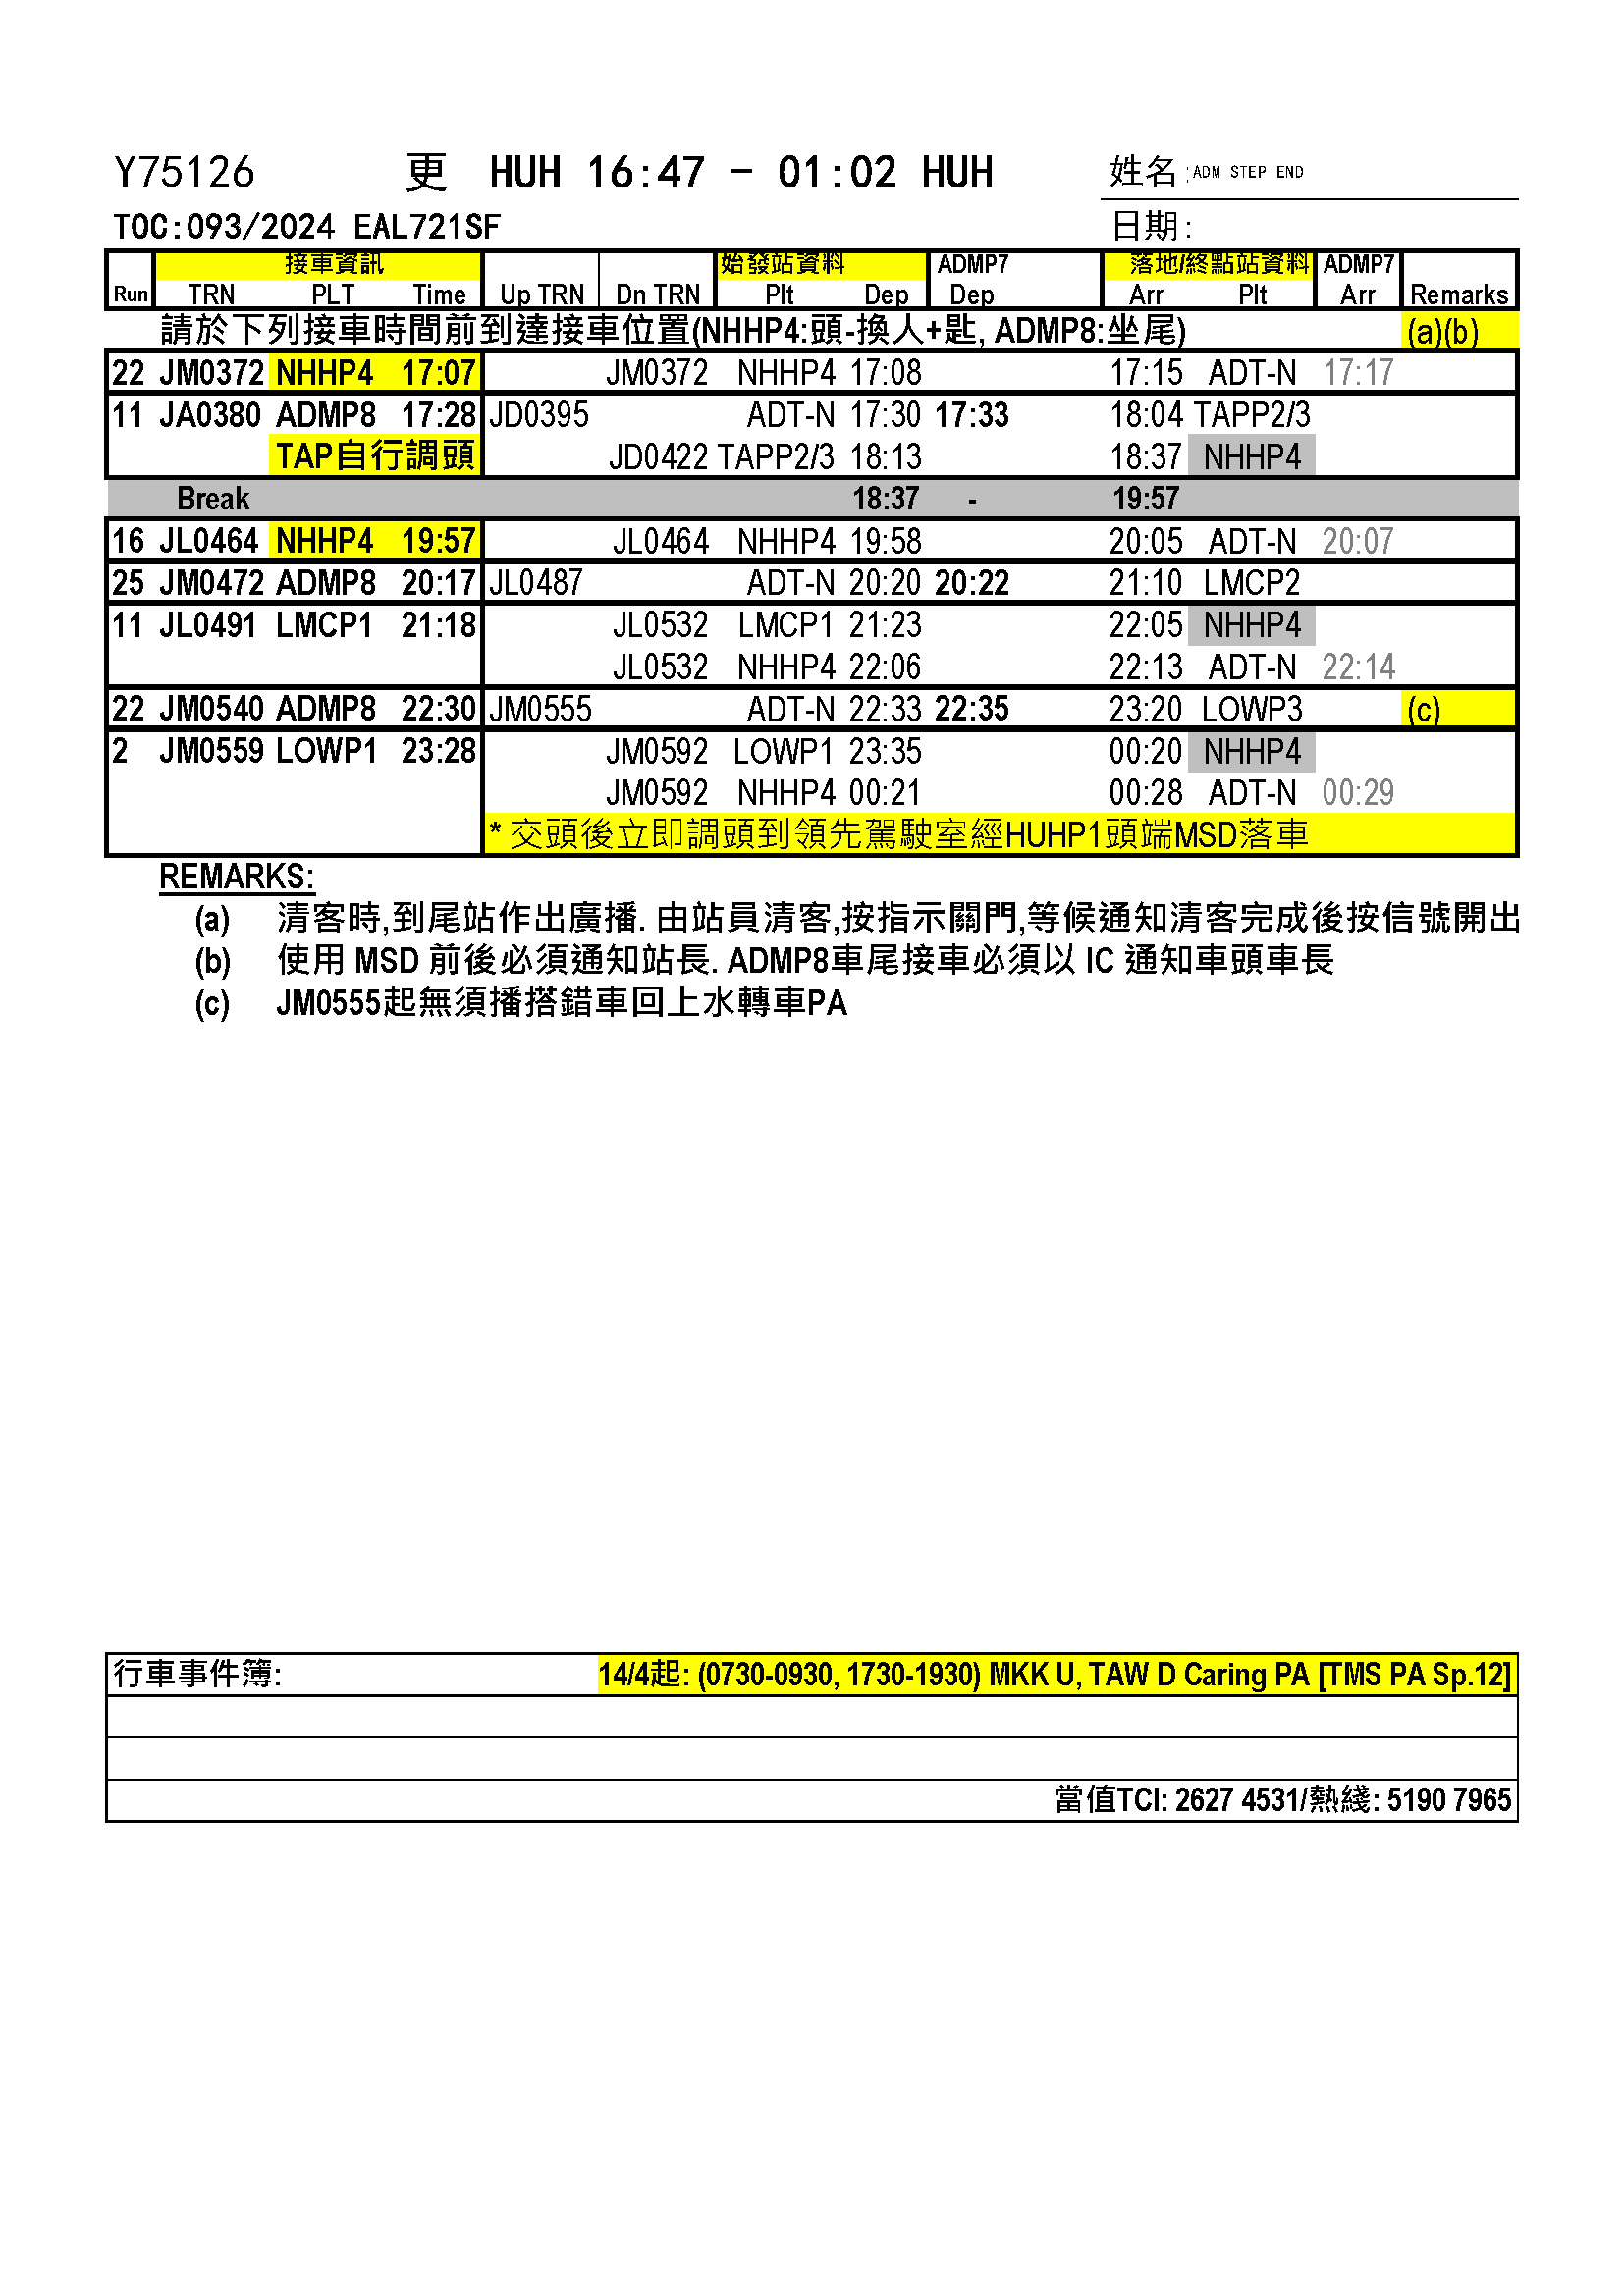 Y75126 更 HUH 16:47 - 01:02 HUH 姓名:ADM STEP END
TOC:093/2024 EAL721SF 日期:
接車資訊 始發站資料 ADMP7 落地/終點站資料 ADMP7
Run TRN PLT Time Up TRN Dn TRN Plt Dep Dep Arr Plt Arr Remarks
請於下列接車時間前到達接車位置(NHHP4:頭-換人+匙, ADMP8:坐尾) (a)(b)
22 JM0372 NHHP4 17:07 JM0372 NHHP4 17:08 17:15 ADT-N 17:17
11 JA0380 ADMP8 17:28 JD0395 ADT-N 17:30 17:33 18:04 TAPP2/3
TAP自行調頭 JD0422 TAPP2/3 18:13 18:37 NHHP4
Break 18:37 - 19:57
16 JL0464 NHHP4 19:57 JL0464 NHHP4 19:58 20:05 ADT-N 20:07
25 JM0472 ADMP8 20:17 JL0487 ADT-N 20:20 20:22 21:10 LMCP2
11 JL0491 LMCP1 21:18 JL0532 LMCP1 21:23 22:05 NHHP4
JL0532 NHHP4 22:06 22:13 ADT-N 22:14
22 JM0540 ADMP8 22:30 JM0555 ADT-N 22:33 22:35 23:20 LOWP3 (c)
2 JM0559 LOWP1 23:28 JM0592 LOWP1 23:35 00:20 NHHP4
JM0592 NHHP4 00:21 00:28 ADT-N 00:29
* 交頭後立即調頭到領先駕駛室經HUHP1頭端MSD落車
REMARKS:
(a) 清客時,到尾站作出廣播. 由站員清客,按指示關門,等候通知清客完成後按信號開出
(b) 使用 MSD 前後必須通知站長. ADMP8車尾接車必須以 IC 通知車頭車長
(c) JM0555起無須播搭錯車回上水轉車PA
行車事件簿: 14/4起: (0730-0930, 1730-1930) MKK U, TAW D Caring PA [TMS PA Sp.12]
當值TCI: 2627 4531/熱綫: 5190 7965